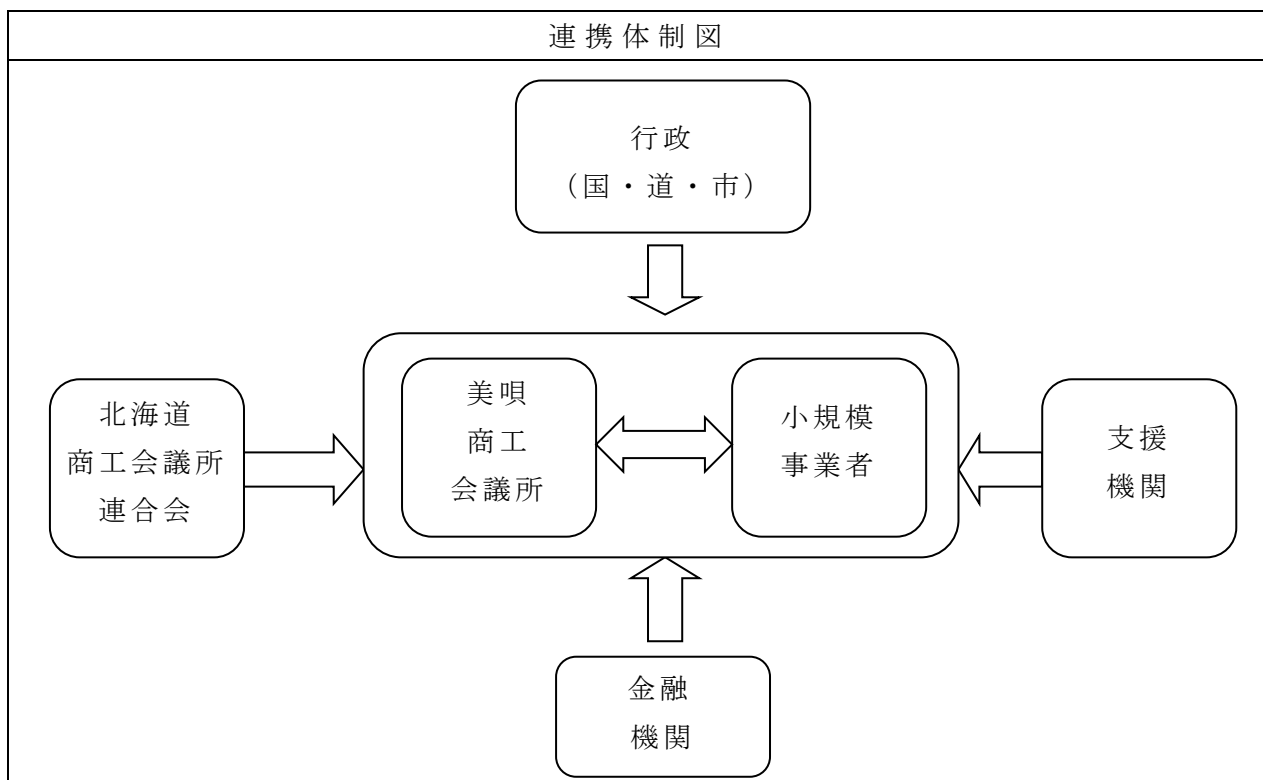 連携体制図
行政
（国・道・市）
北海道
商工会議所
連合会
美唄
商工
会議所
小規模
事業者
支援
機関
金融
機関